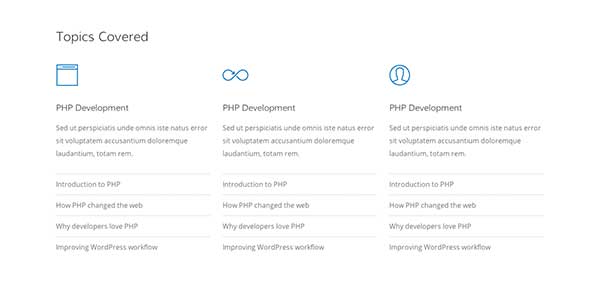 Topics Covered
PHP Development
Sed ut perspiciatis unde omnis iste natus error
sit voluptatem accusantium doloremque
laudantium, totam rem.
Introduction to PHP
How PHP changed the web
Why developers love PHP
Improving WordPress workflow
PHP Development
Sed ut perspiciatis unde omnis iste natus error
sit voluptatem accusantium doloremque
laudantium, totam rem.
Introduction to PHP
How PHP changed the web
Why developers love PHP
Improving WordPress workflow
PHP Development
Sed ut perspiciatis unde omnis iste natus error
sit voluptatem accusantium doloremque
laudantium, totam rem.
Introduction to PHP
How PHP changed the web
Why developers love PHP
Improving WordPress workflow